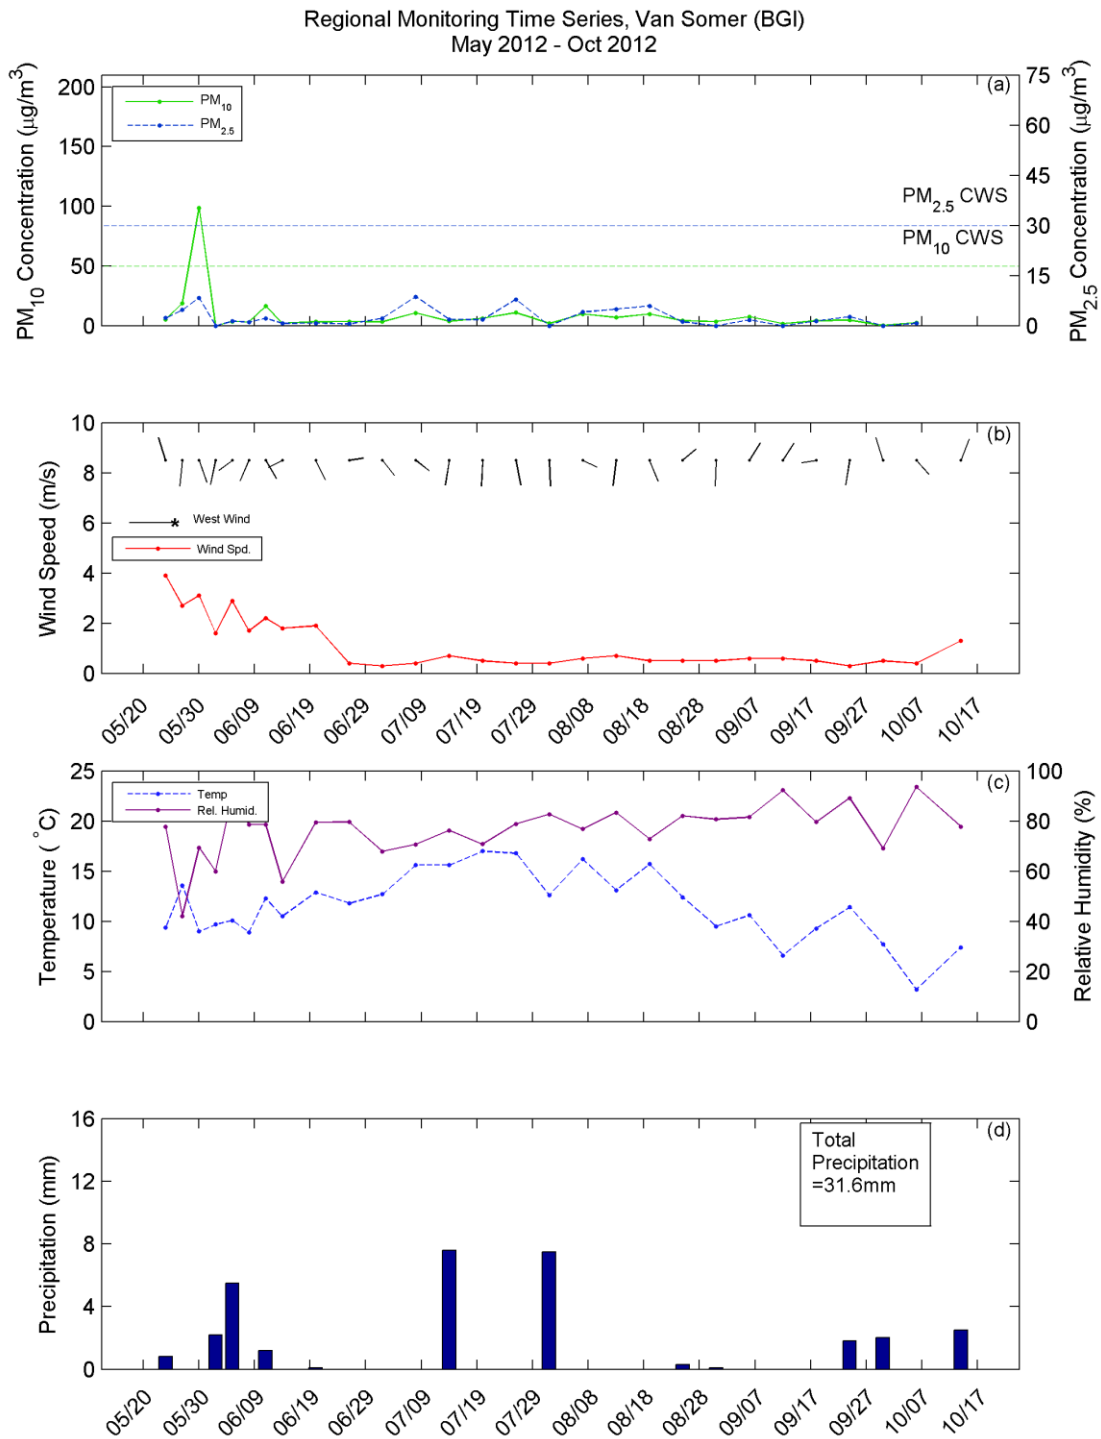 Regional Monitoring Time Series, Van Somer (BGI)
May 2012 - Oct 2012
(a)
PM10
PM2.5
PM2.5 CWS
PM10 CWS
PM10 Concentration (μg/m3)
200
150
100
50
0
PM2.5 Concentration (μg/m3)
75
60
45
30
15
0
(b)
West Wind
Wind Spd.
Wind Speed (m/s)
10
8
6
4
2
0
05/20 05/30 06/09 06/19 06/29 07/09 07/19 07/29 08/08 08/18 08/28 09/07 09/17 09/27 10/07 10/17
(c)
Temp
Rel. Humid.
Temperature (°C)
25
20
15
10
5
0
Relative Humidity (%)
100
80
60
40
20
0
(d)
Total
Precipitation
=31.6mm
Precipitation (mm)
16
12
8
4
0
05/20 05/30 06/09 06/19 06/29 07/09 07/19 07/29 08/08 08/18 08/28 09/07 09/17 09/27 10/07 10/17